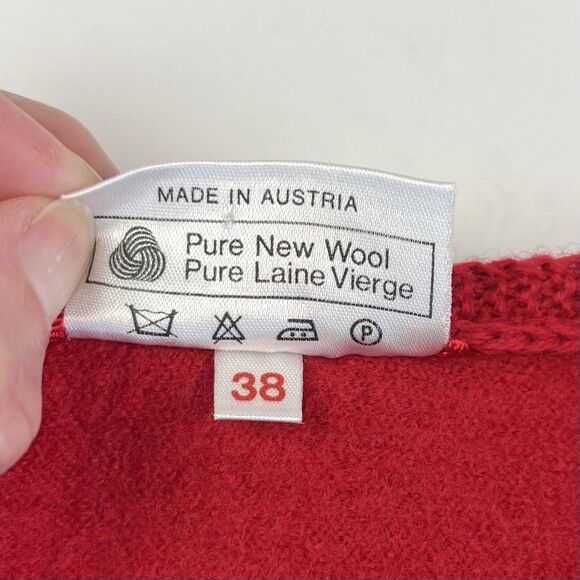 MADE IN AUSTRIA
Pure New Wool
Pure Laine Vierge
P
38